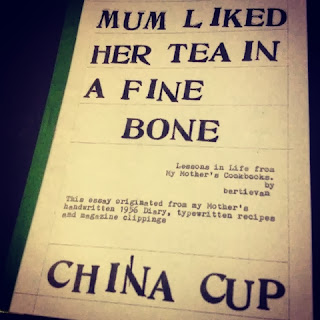 MUM LIKED
HER TEA IN
A FINE
BONE
Lessons in Life from
My Mother's Cookbooks.
by
bertievam
This essay originated from my Mother's
handwritten 1956 Diary, typewritten recipes
and magazine clippings
CHINA CUP